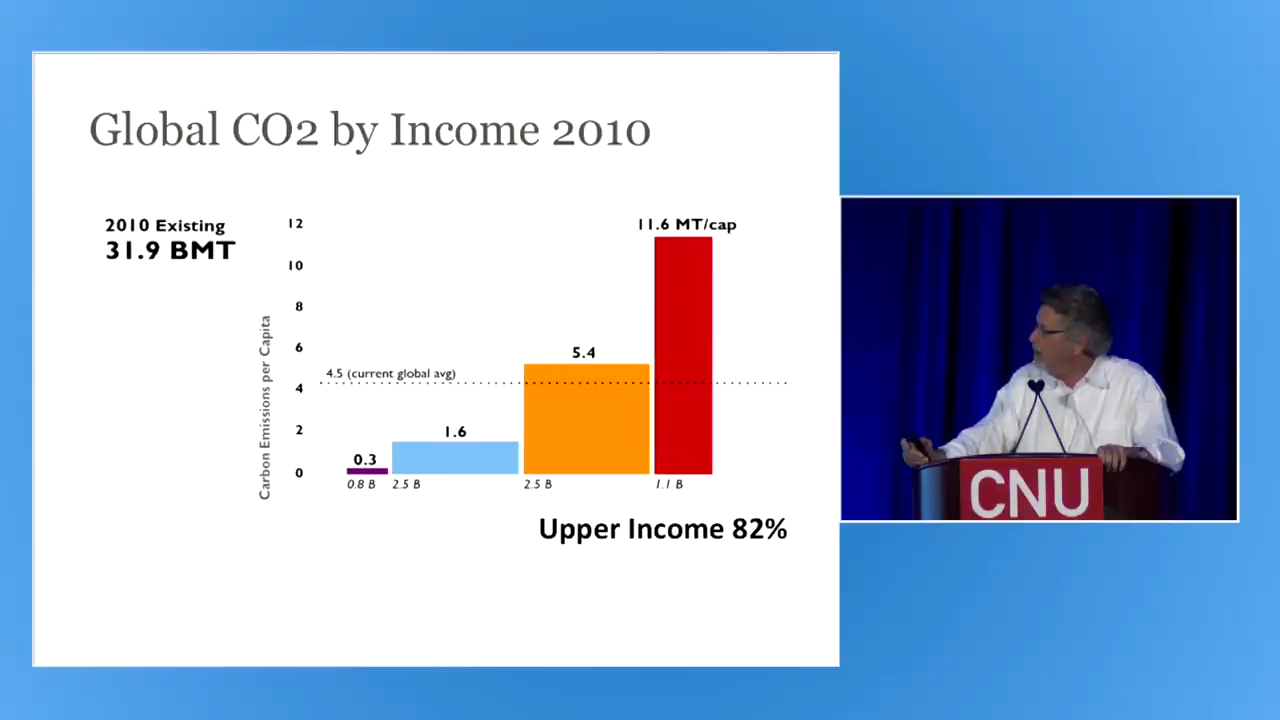 Global CO2 by Income 2010
2010 Existing
31.9 BMT
Carbon Emissions per Capita
12
10
8
6
4
2
0
4.5 (current global avg)
0.3
1.6
5.4
11.6 MT/cap
0.8 B
2.5 B
2.5 B
1.1 B
Upper Income 82%
CNU